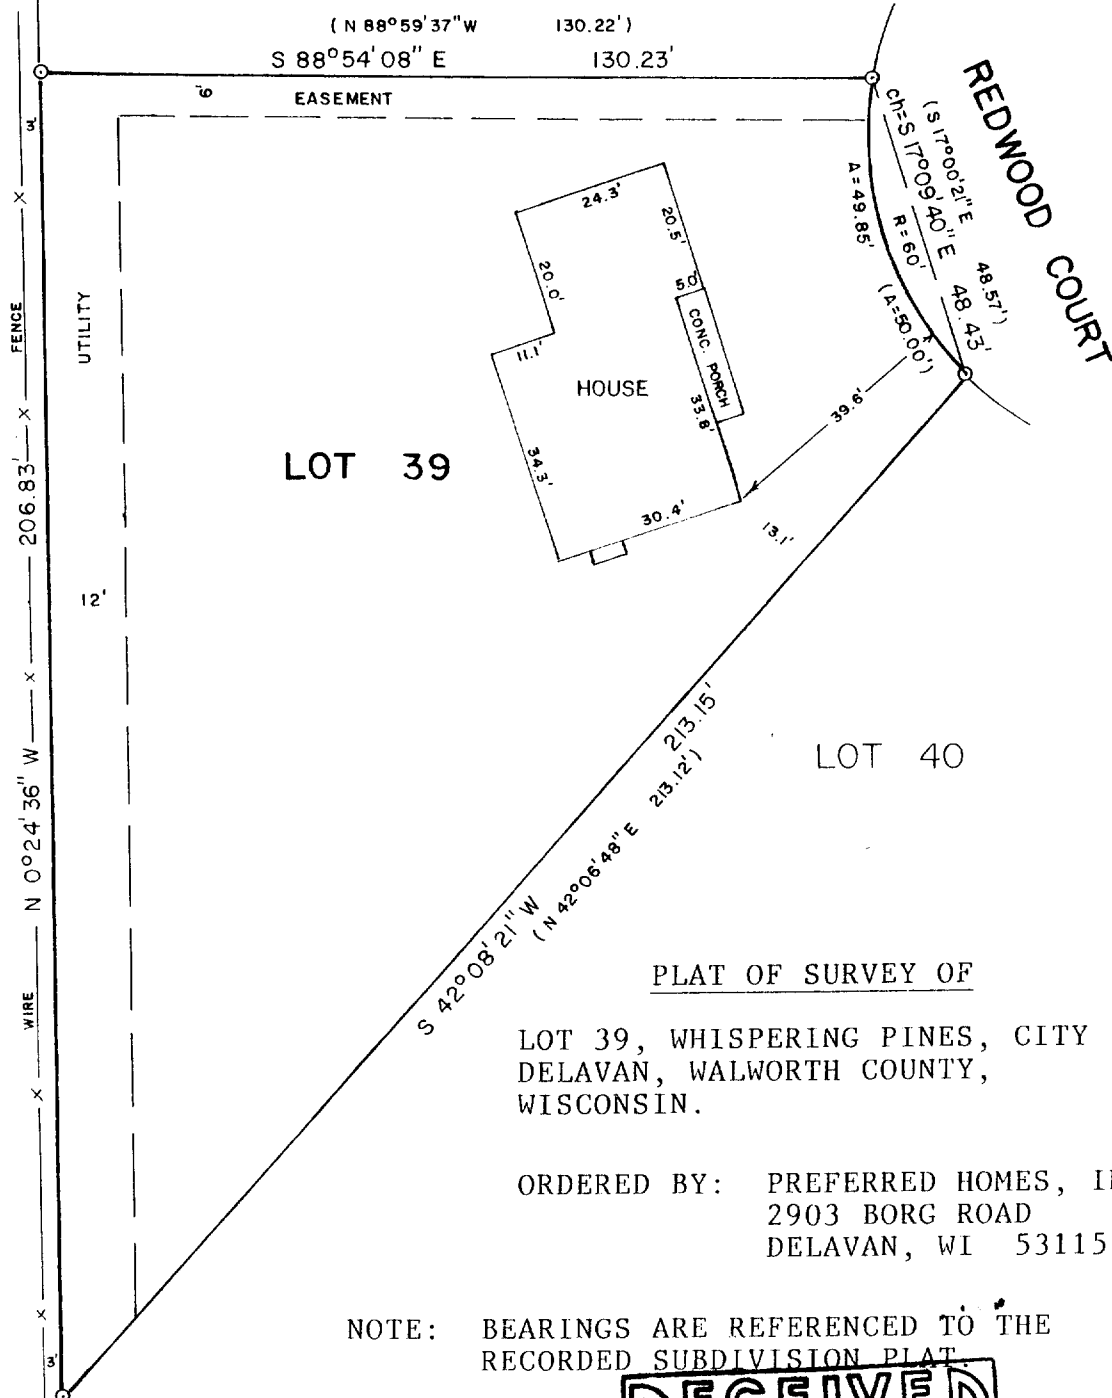 ( N 88°59'37" W 130.22' )
S 88°54'08" E 130.23'
6'
EASEMENT
3'
REDWOOD COURT
( S 17°00'21" E 48.57' )
ch= S 17°09'40" E 48.43'
R = 60'
A = 49.85'
( A = 50.00' )
24.3'
20.5'
20.0'
5.0'
11.1'
CONC. PORCH
HOUSE
33.8'
34.3'
30.4'
39.6'
13.1'
FENCE
UTILITY
LOT 39
206.83'
12'
N 0°24'36" W
WIRE
213.15'
S 42°08'21" W
( N 42°06'48" E 213.12' )
LOT 40
PLAT OF SURVEY OF
LOT 39, WHISPERING PINES, CITY
DELAVAN, WALWORTH COUNTY,
WISCONSIN.
ORDERED BY: PREFERRED HOMES,
2903 BORG ROAD
DELAVAN, WI 53115
NOTE: BEARINGS ARE REFERENCED TO THE
RECORDED SUBDIVISION PLAT.
3'
RECEIVED